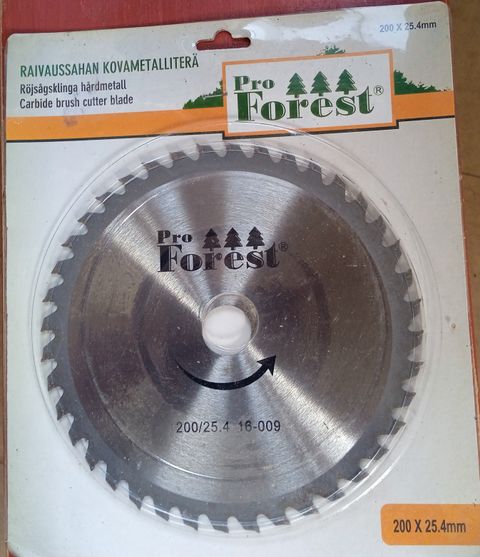 200 X 25.4mm
RAIVAUSSAHAN KOVAMETALLITERÄ
Röjsågsklinga hårdmetall
Carbide brush cutter blade
Pro
Forest®
Pro
Forest®
200/25.4 16-009
200 X 25.4mm